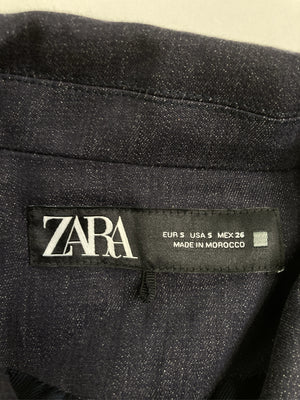 ZARA
EUR S USA S MEX 26
MADE IN MOROCCO